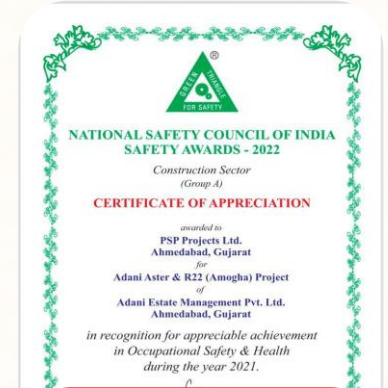 GREEN TRIANGLE
FOR SAFETY
®
NATIONAL SAFETY COUNCIL OF INDIA
SAFETY AWARDS - 2022
Construction Sector
(Group A)
CERTIFICATE OF APPRECIATION
awarded to
PSP Projects Ltd.
Ahmedabad, Gujarat
for
Adani Aster & R22 (Amogha) Project
of
Adani Estate Management Pvt. Ltd.
Ahmedabad, Gujarat
in recognition for appreciable achievement
in Occupational Safety & Health
during the year 2021.